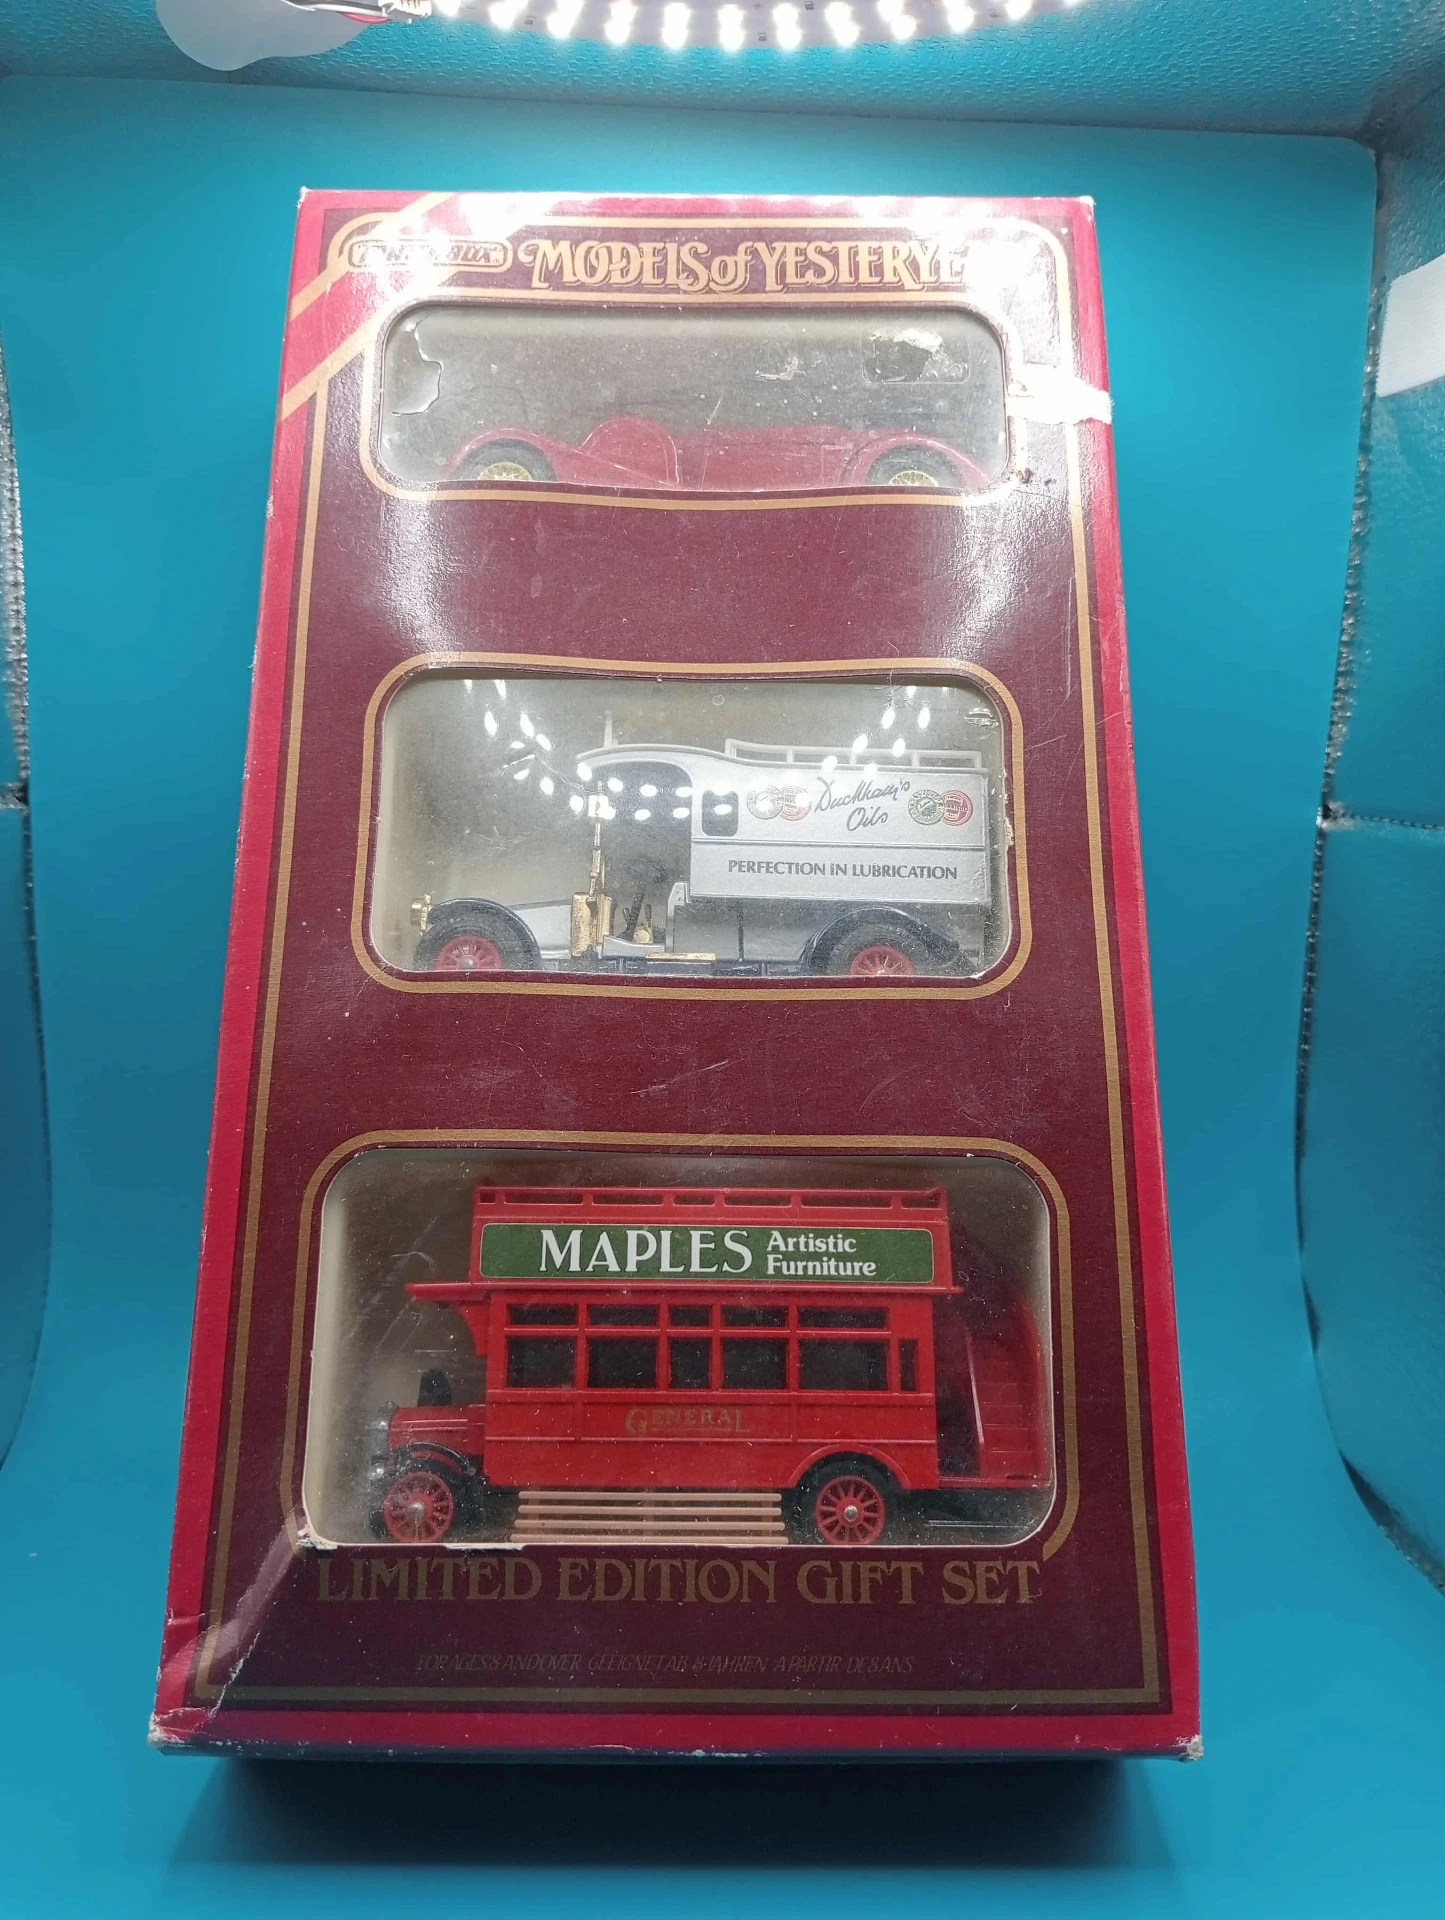 MODELS of YESTERYE
Duckham's
Oils
PERFECTION IN LUBRICATION
MAPLES Artistic
Furniture
GENERAL
LIMITED EDITION GIFT SET
FOR AGES 8 AND OVER GEEIGNET AB 8 JAHREN A PARTIR DE 8 ANS